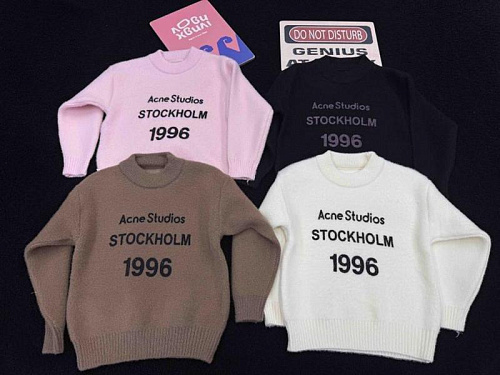 DO NOT DISTURB
GENIUS
AT
Acne Studios
STOCKHOLM
1996
Acne Studios
STOCKHOLM
1996
Acne Studios
STOCKHOLM
1996
Acne Studios
STOCKHOLM
1996